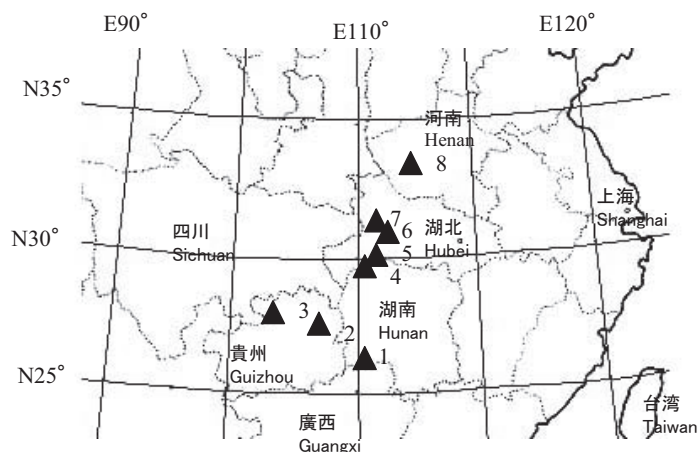 E90°
E110°
E120°
N35°
河南
Henan
8
7
四川
Sichuan
6
湖北
Hubei
上海
Shanghai
N30°
5
4
3
湖南
Hunan
2
貴州
Guizhou
1
N25°
廣西
Guangxi
台湾
Taiwan